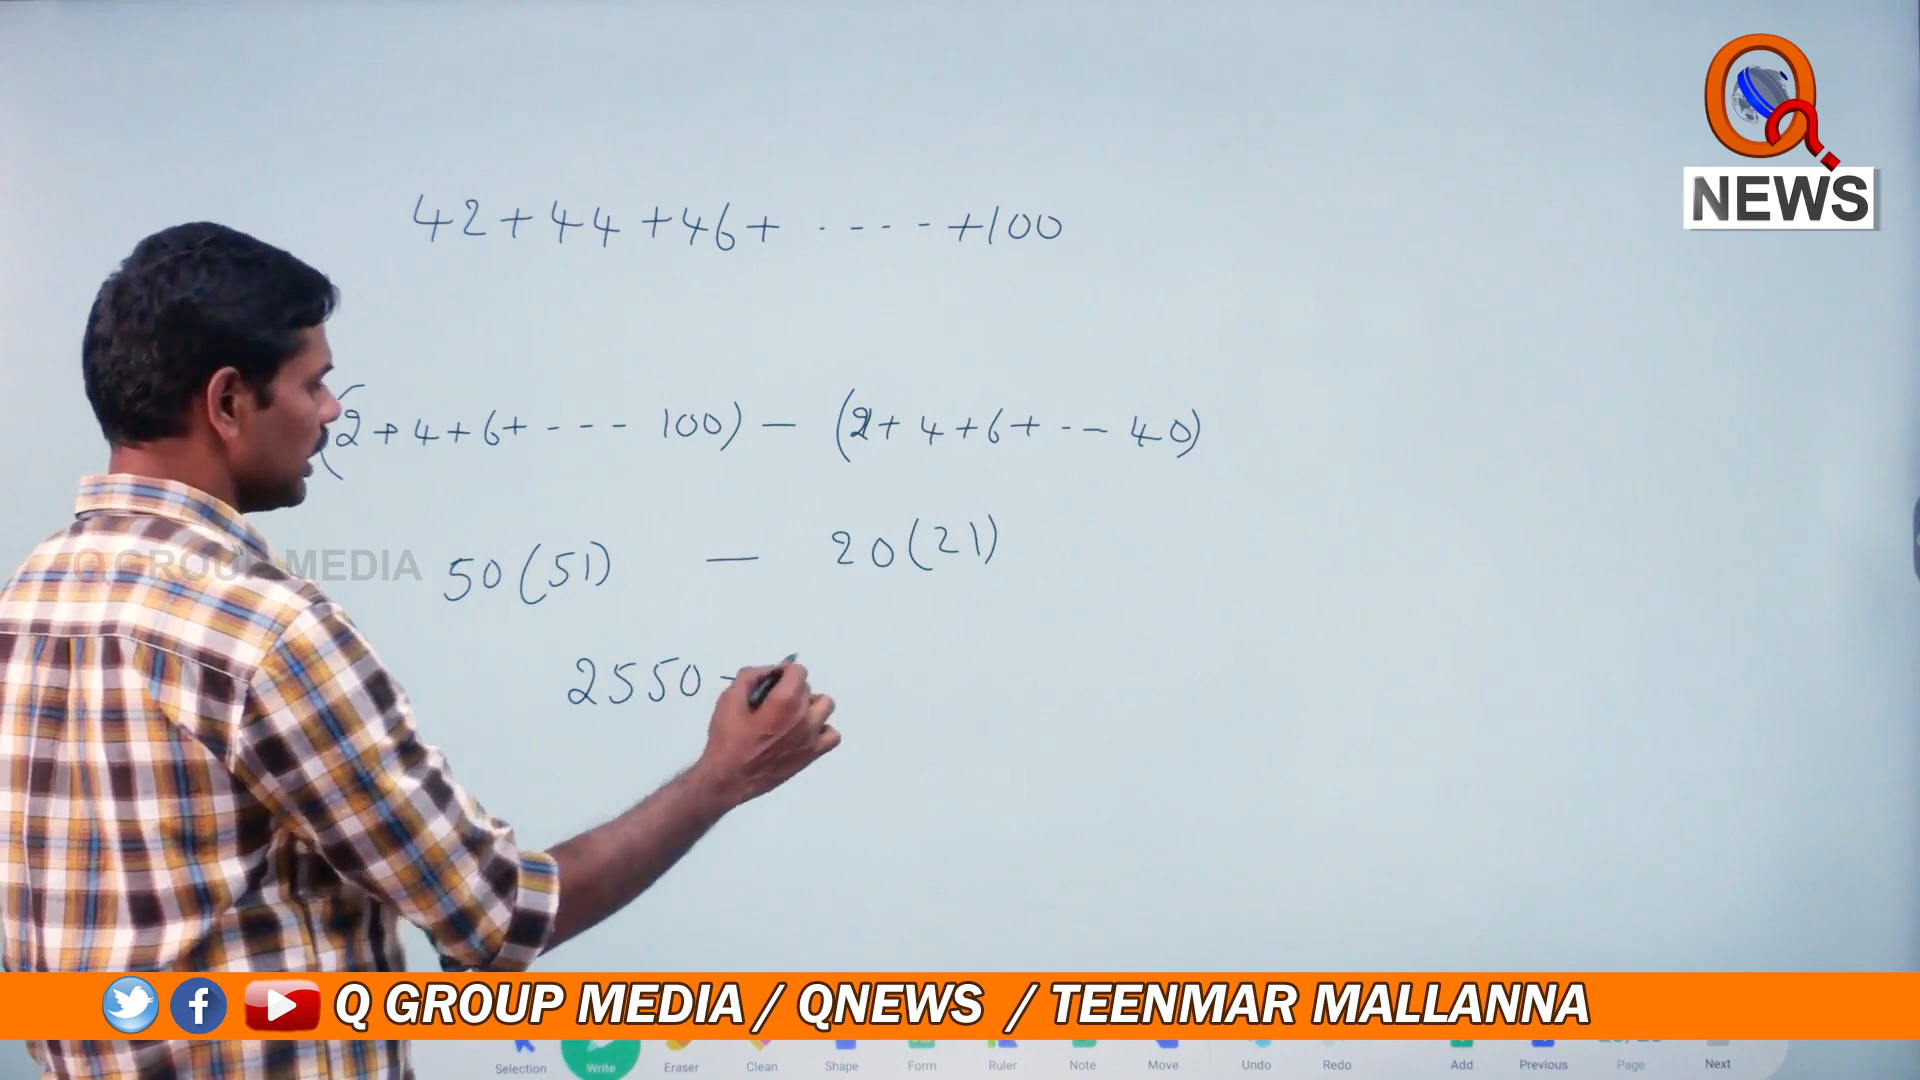 Q
NEWS
42+44+46+ ----- +100
(2+4+6+ --- 100) - (2+4+6+ --- 40)
50(51) - 20(21)
2550-
Q GROUP MEDIA
Q GROUP MEDIA / QNEWS / TEENMAR MALLANNA
Selection Write Eraser Clean Shape Form Ruler Note Move Undo Redo Add Previous Page Next